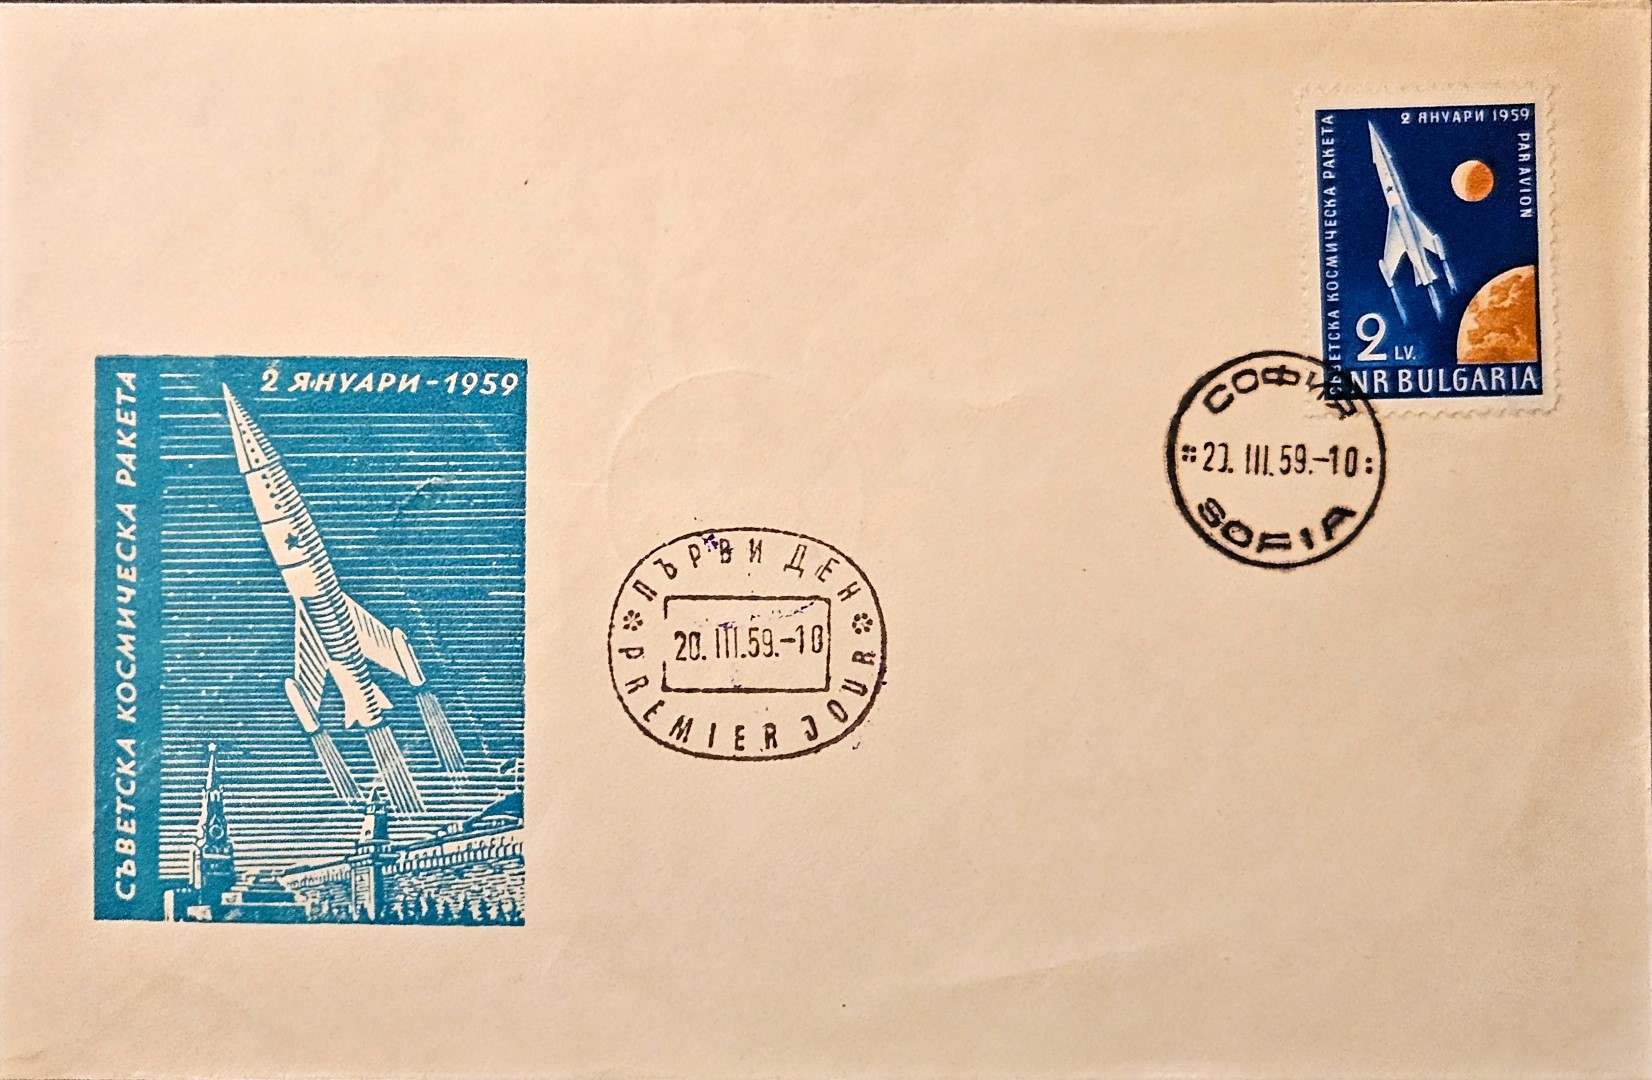 2 ЯНУАРИ 1959
СЪВЕТСКА КОСМИЧЕСКА РАКЕТА
PAR AVION
2 LV.
NR BULGARIA
СОФИЯ
20. III. 59.-10
SOFIA
2 ЯНУАРИ-1959
СЪВЕТСКА КОСМИЧЕСКА РАКЕТА
ПЪРВИ ДЕН
20. III. 59.-10
PREMIER JOUR